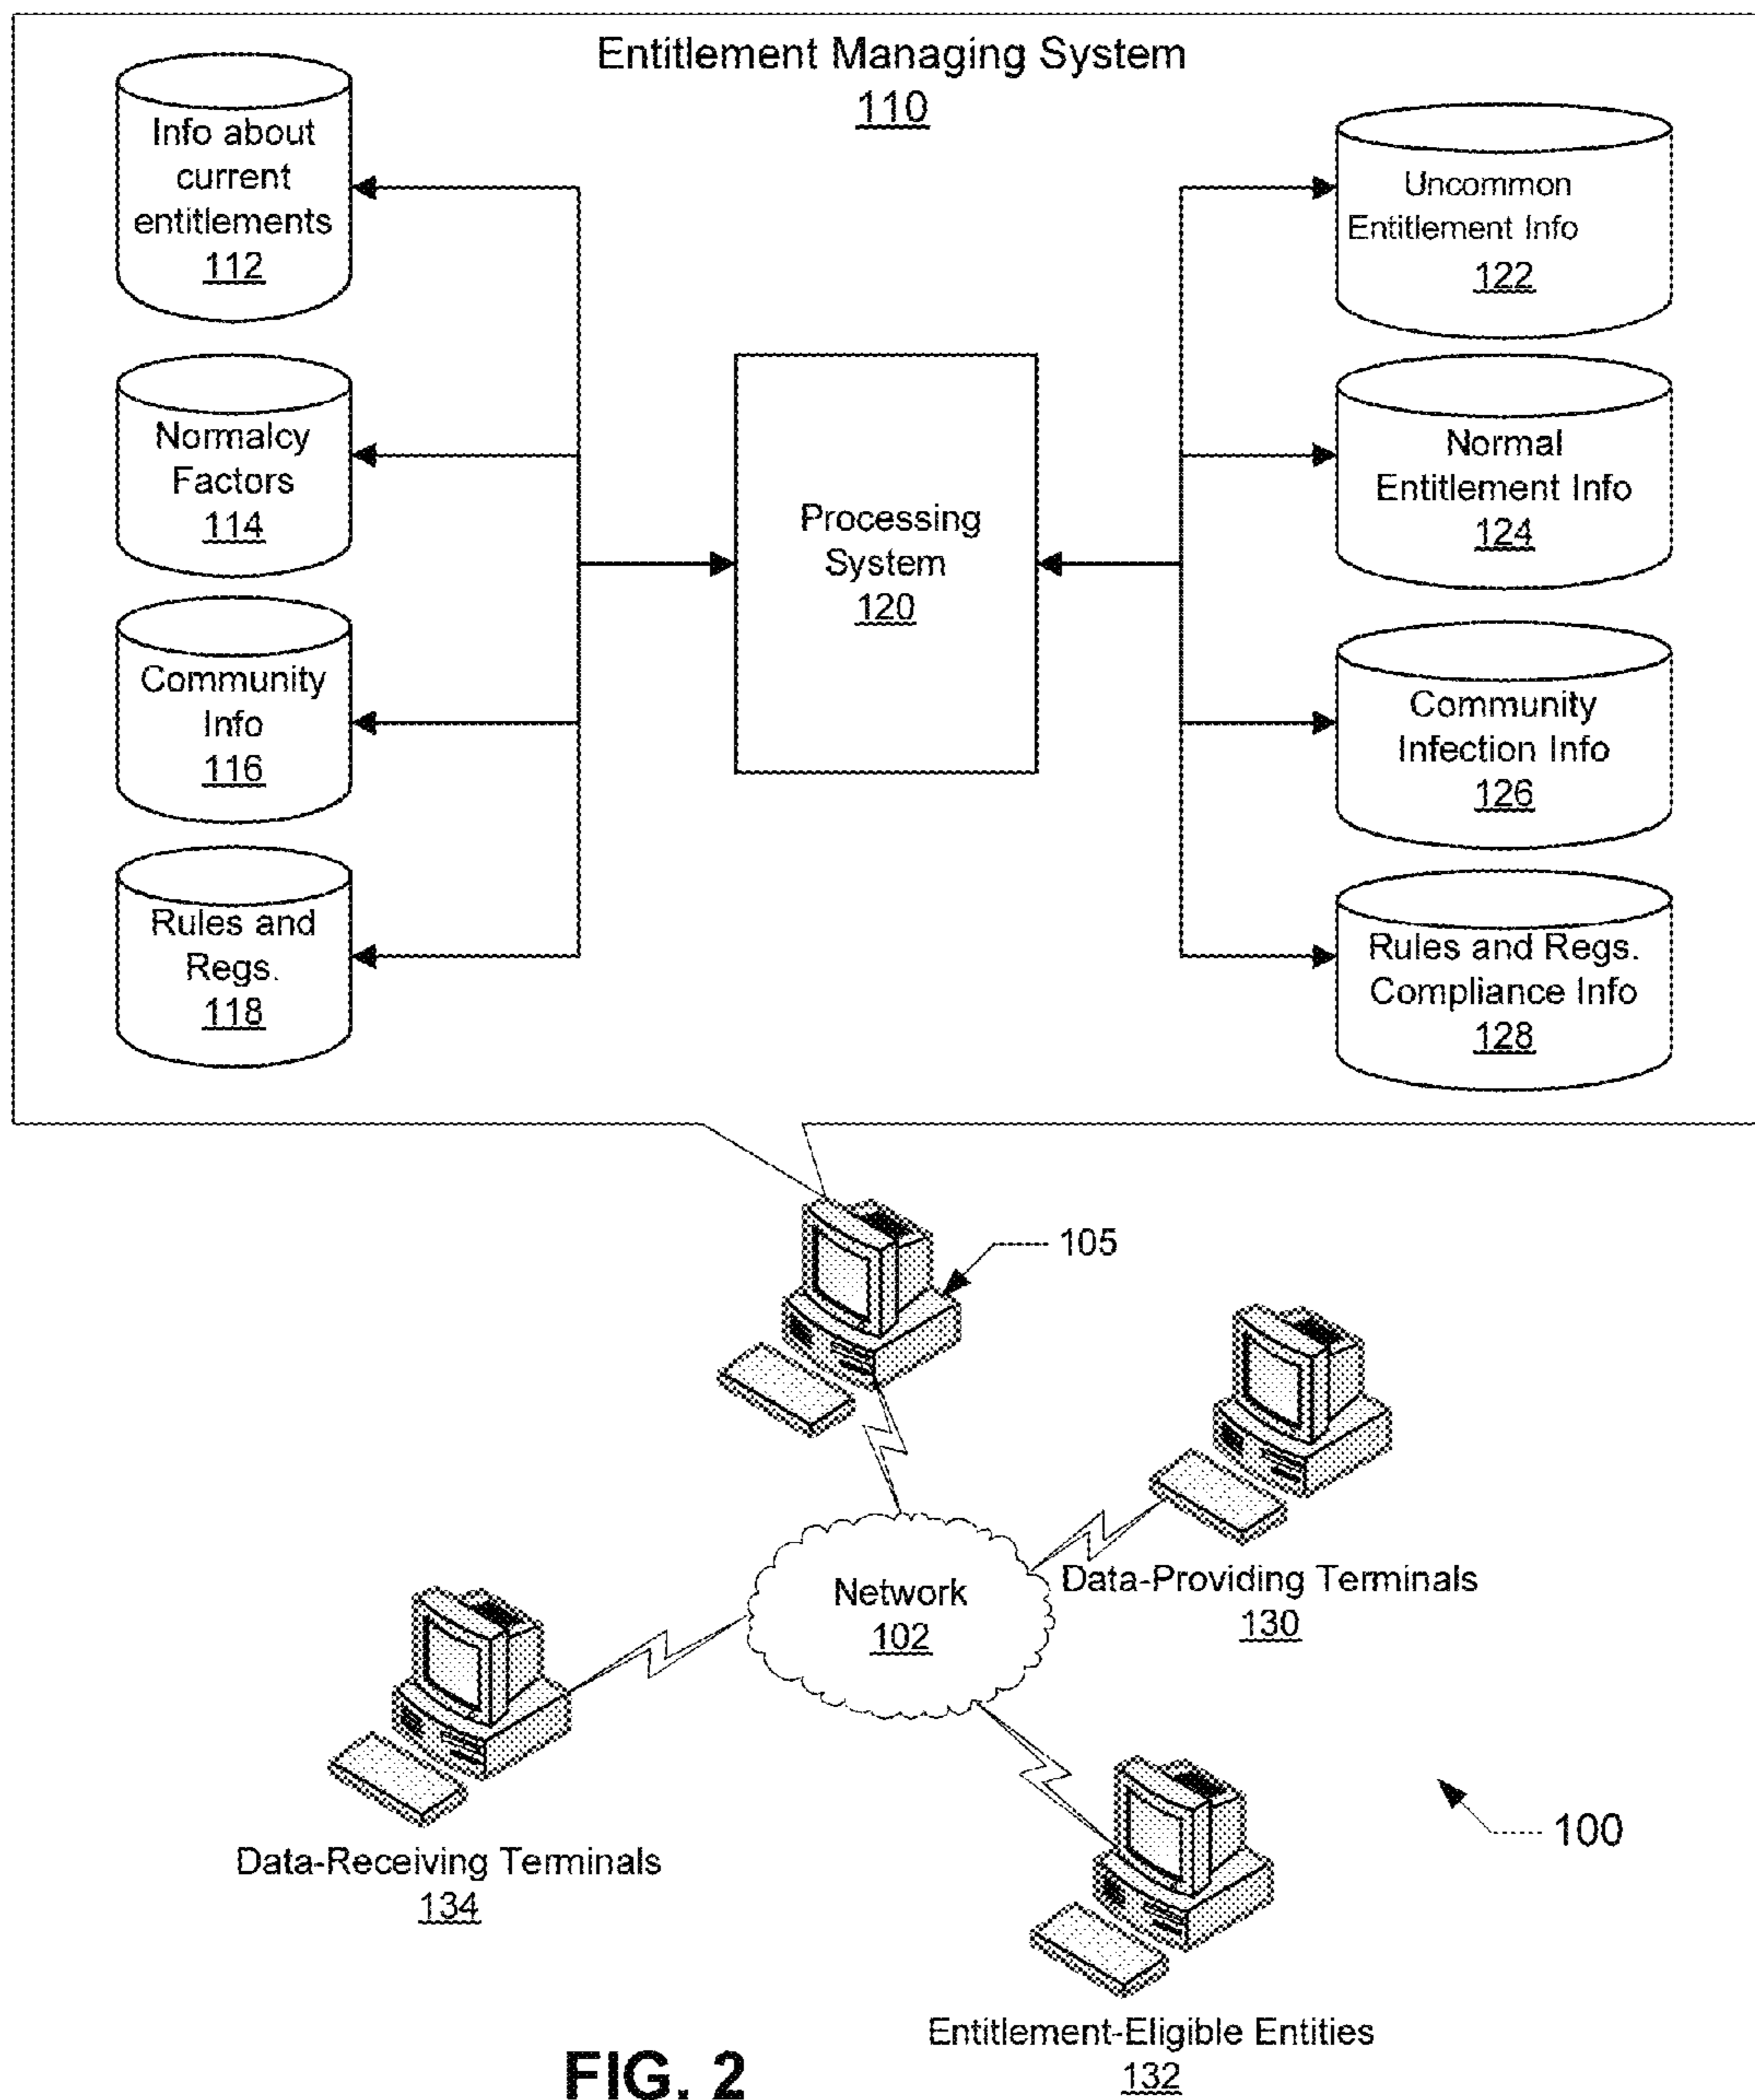 Entitlement Managing System
110
Info about
current
entitlements
112
Normalcy
Factors
114
Community
Info
116
Rules and
Regs.
118
Processing
System
120
Uncommon
Entitlement Info
122
Normal
Entitlement Info
124
Community
Infection Info
126
Rules and Regs.
Compliance Info
128
105
Network
102
Data-Providing Terminals
130
Data-Receiving Terminals
134
100
Entitlement-Eligible Entities
132
FIG. 2